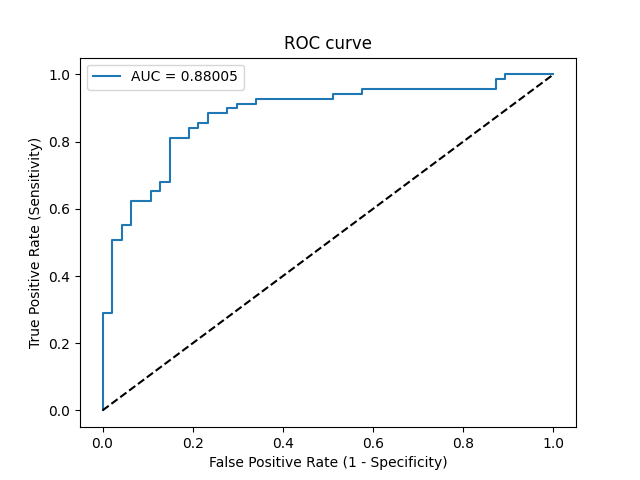 ROC curve
AUC = 0.88005
1.0
0.8
0.6
0.4
0.2
0.0
True Positive Rate (Sensitivity)
0.0 0.2 0.4 0.6 0.8 1.0
False Positive Rate (1 - Specificity)